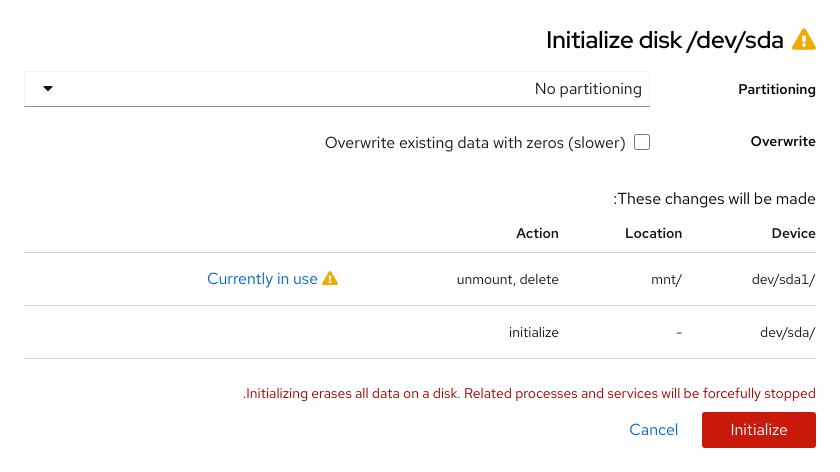 Initialize disk /dev/sda
No partitioning Partitioning
Overwrite existing data with zeros (slower) Overwrite
:These changes will be made
Action Location Device
Currently in use unmount, delete mnt/ dev/sda1/
initialize - dev/sda/
.Initializing erases all data on a disk. Related processes and services will be forcefully stopped
Cancel Initialize